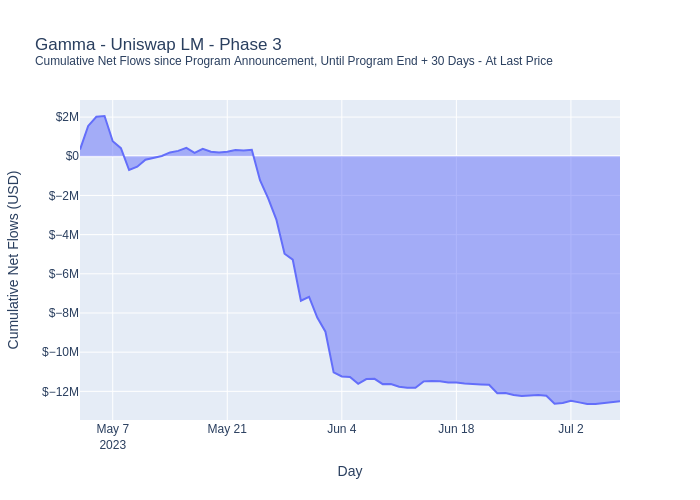 Gamma - Uniswap LM - Phase 3
Cumulative Net Flows since Program Announcement, Until Program End + 30 Days - At Last Price
Cumulative Net Flows (USD)
$2M
$0
$−2M
$−4M
$−6M
$−8M
$−10M
$−12M
May 7
2023
May 21
Jun 4
Jun 18
Jul 2
Day